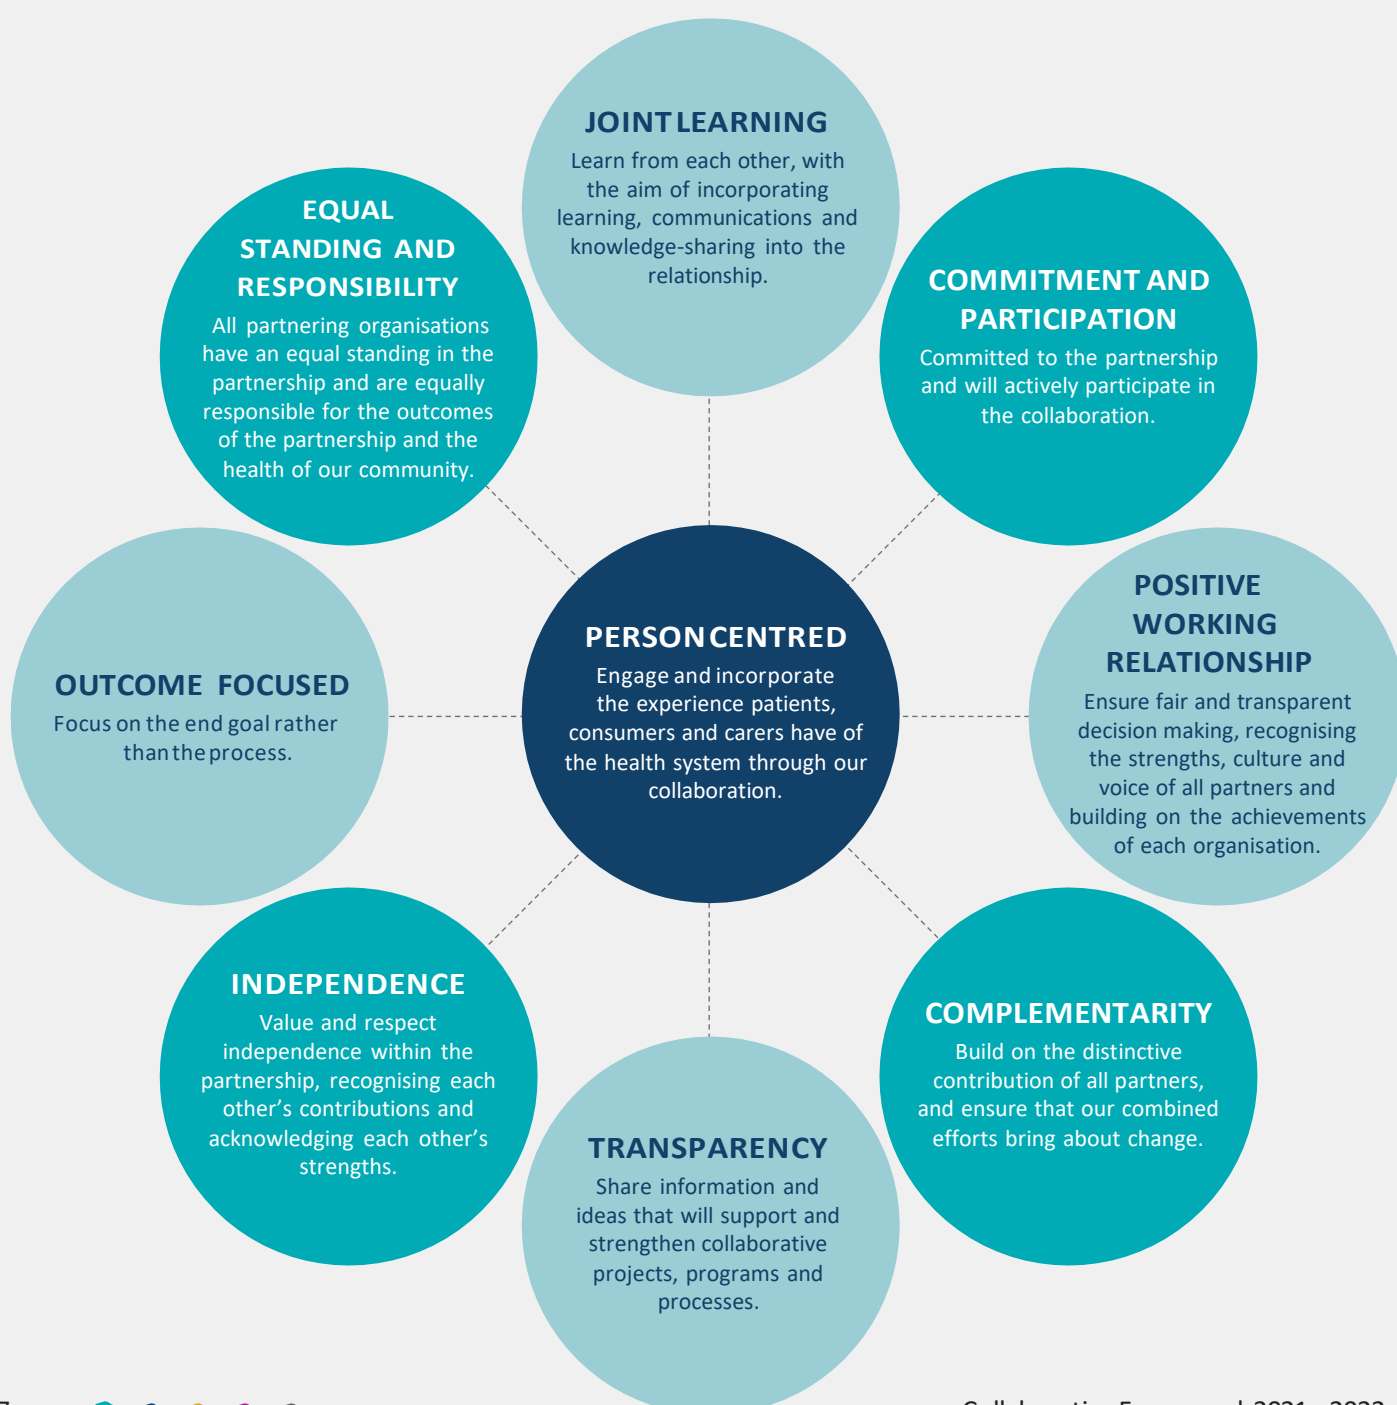 JOINT LEARNING
Learn from each other, with
the aim of incorporating
learning, communications and
knowledge-sharing into the
relationship.
EQUAL
STANDING AND
RESPONSIBILITY
All partnering organisations
have an equal standing in the
partnership and are equally
responsible for the outcomes
of the partnership and the
health of our community.
COMMITMENT AND
PARTICIPATION
Committed to the partnership
and will actively participate in
the collaboration.
POSITIVE
WORKING
RELATIONSHIP
Ensure fair and transparent
decision making, recognising
the strengths, culture and
voice of all partners and
building on the achievements
of each organisation.
PERSON CENTRED
Engage and incorporate
the experience patients,
consumers and carers have of
the health system through our
collaboration.
OUTCOME FOCUSED
Focus on the end goal rather
than the process.
INDEPENDENCE
Value and respect
independence within the
partnership, recognising each
other's contributions and
acknowledging each other's
strengths.
COMPLEMENTARITY
Build on the distinctive
contribution of all partners,
and ensure that our combined
efforts bring about change.
TRANSPARENCY
Share information and
ideas that will support and
strengthen collaborative
projects, programs and
processes.